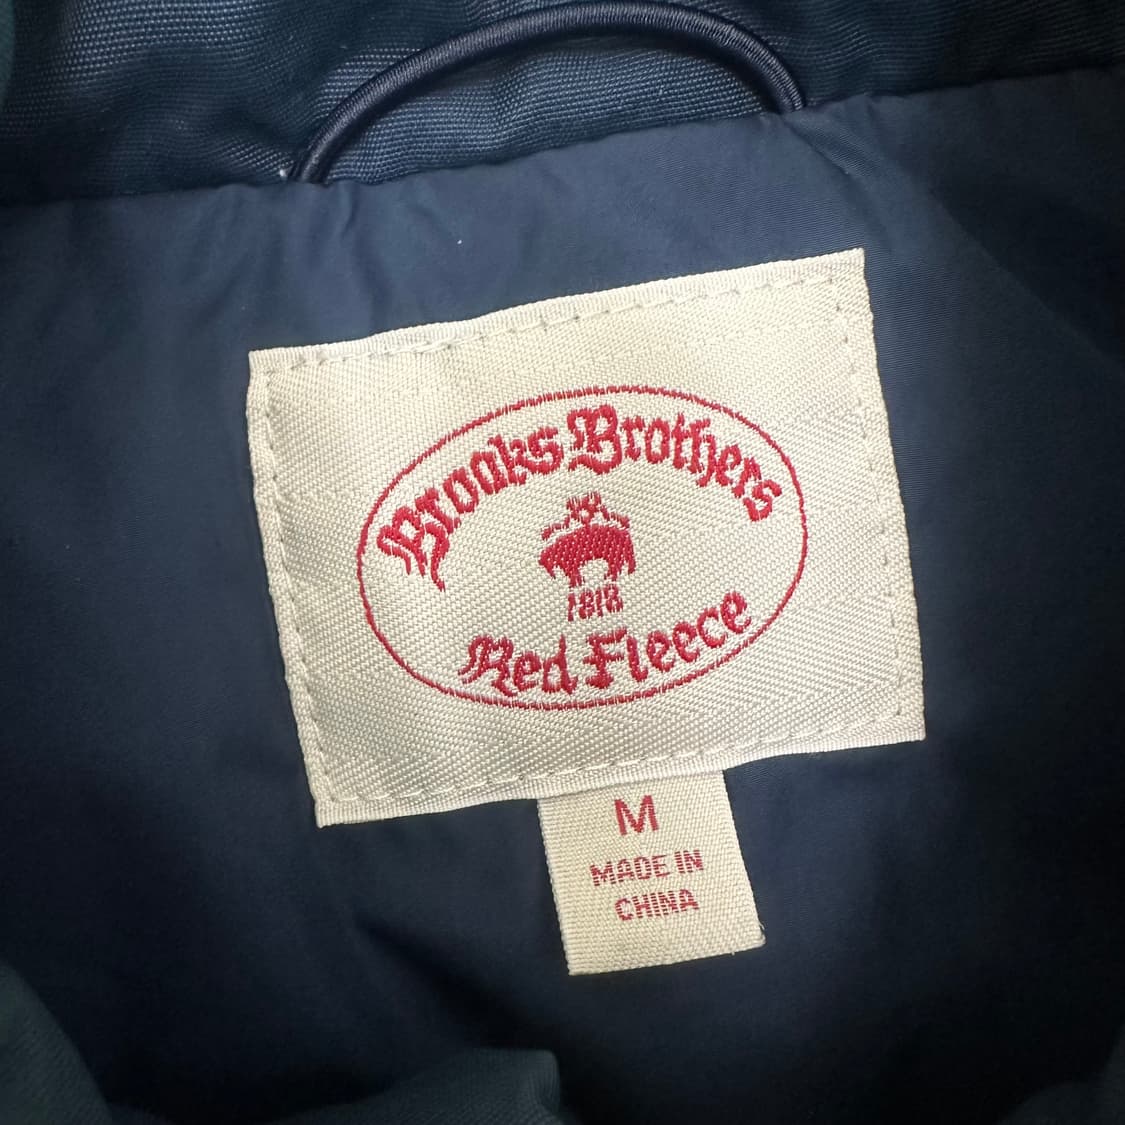 Brooks Brothers
1818
Red Fleece
M
MADE IN
CHINA